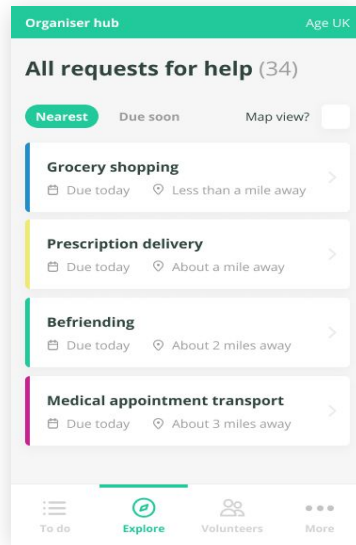 Organiser hub Age UK
All requests for help (34)
Nearest Due soon Map view?
Grocery shopping
Due today Less than a mile away
Prescription delivery
Due today About a mile away
Befriending
Due today About 2 miles away
Medical appointment transport
Due today About 3 miles away
To do Explore Volunteers More